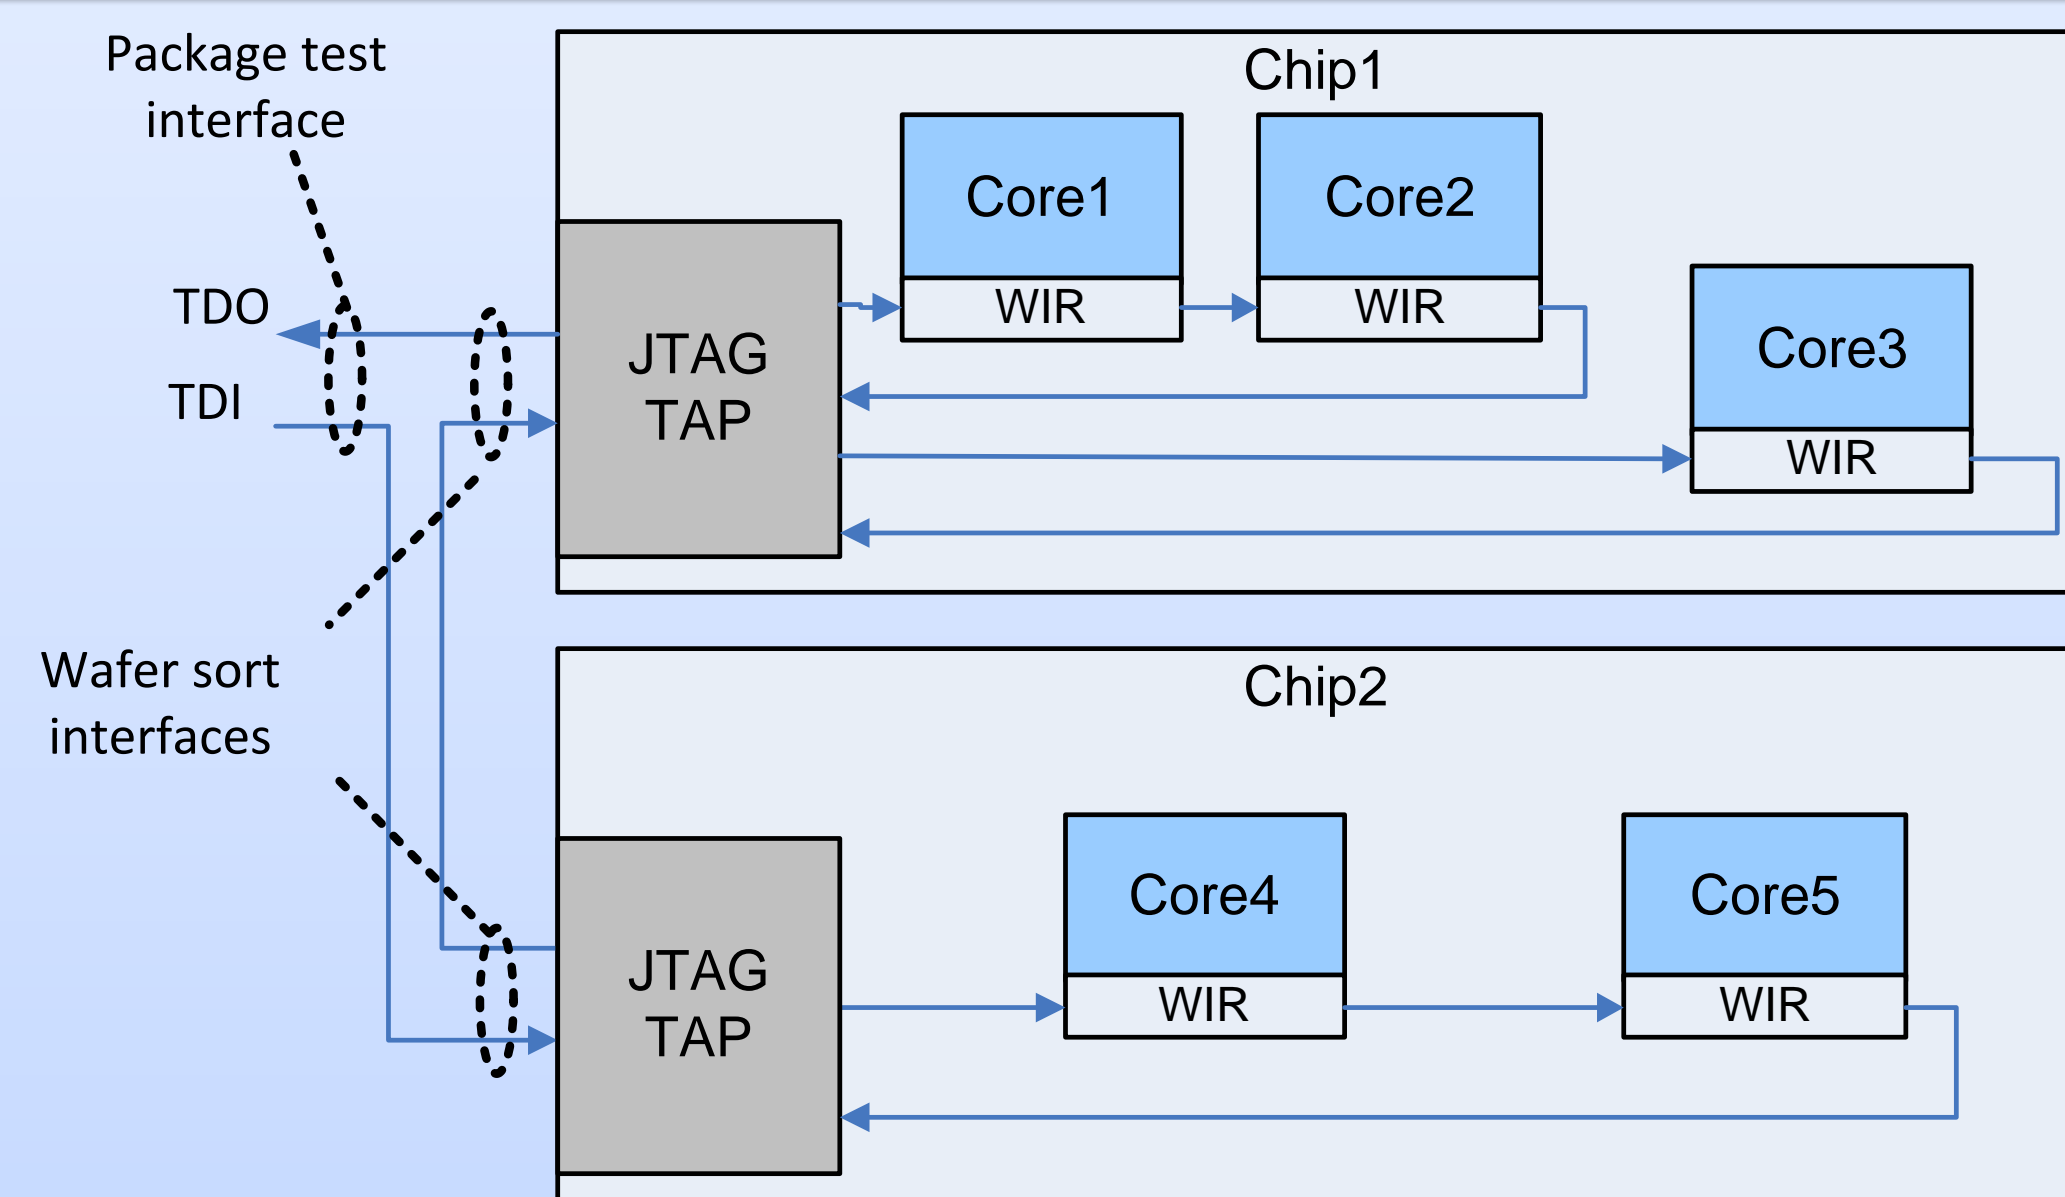 Package test
interface
TDO
TDI
Wafer sort
interfaces
Chip1
JTAG
TAP
Core1
WIR
Core2
WIR
Core3
WIR
Chip2
JTAG
TAP
Core4
WIR
Core5
WIR